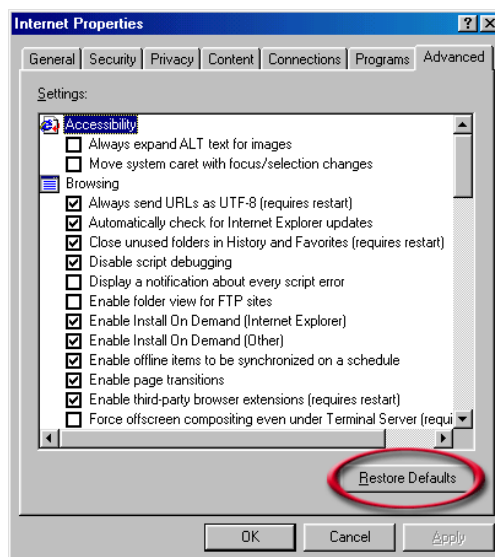 Internet Properties
General Security Privacy Content Connections Programs Advanced
Settings:
Accessibility
Always expand ALT text for images
Move system caret with focus/selection changes
Browsing
Always send URLs as UTF-8 (requires restart)
Automatically check for Internet Explorer updates
Close unused folders in History and Favorites (requires restart)
Disable script debugging
Display a notification about every script error
Enable folder view for FTP sites
Enable Install On Demand (Internet Explorer)
Enable Install On Demand (Other)
Enable offline items to be synchronized on a schedule
Enable page transitions
Enable third-party browser extensions (requires restart)
Force offscreen compositing even under Terminal Server (requi
Restore Defaults
OK Cancel Apply